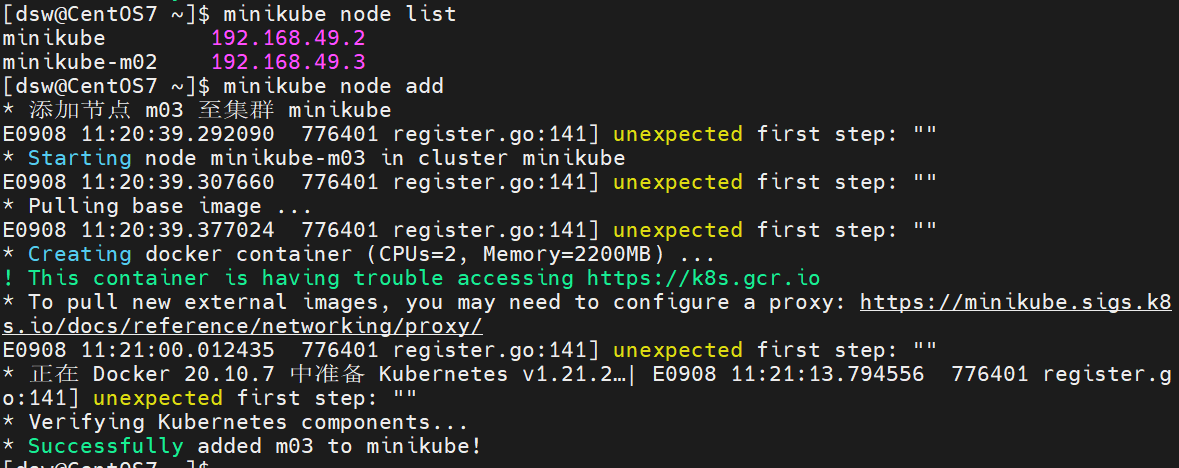 [dsw@CentOS7 ~]$ minikube node list
minikube        192.168.49.2
minikube-m02    192.168.49.3
[dsw@CentOS7 ~]$ minikube node add
* 添加节点 m03 至集群 minikube
E0908 11:20:39.292090  776401 register.go:141] unexpected first step: ""
* Starting node minikube-m03 in cluster minikube
E0908 11:20:39.307660  776401 register.go:141] unexpected first step: ""
* Pulling base image ...
E0908 11:20:39.377024  776401 register.go:141] unexpected first step: ""
* Creating docker container (CPUs=2, Memory=2200MB) ...
! This container is having trouble accessing https://k8s.gcr.io
* To pull new external images, you may need to configure a proxy: https://minikube.sigs.k8
s.io/docs/reference/networking/proxy/
E0908 11:21:00.012435  776401 register.go:141] unexpected first step: ""
* 正在 Docker 20.10.7 中准备 Kubernetes v1.21.2…| E0908 11:21:13.794556  776401 register.g
o:141] unexpected first step: ""
* Verifying Kubernetes components...
* Successfully added m03 to minikube!
[dsw@CentOS7 ~]$